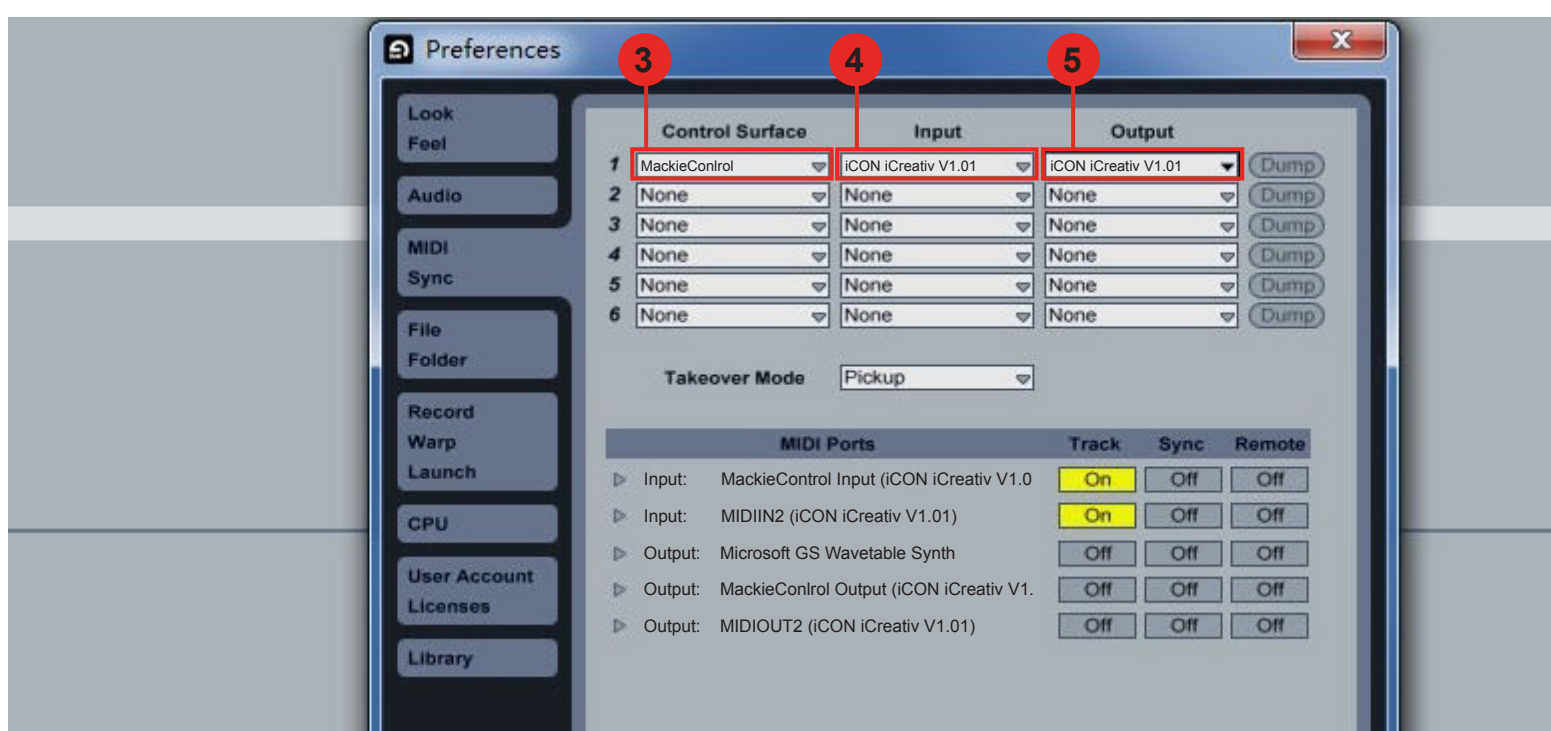 Preferences
3
4
5
Look
Feel
Audio
MIDI
Sync
File
Folder
Record
Warp
Launch
CPU
User Account
Licenses
Library
Control Surface Input Output
1 MackieConlrol iCON iCreativ V1.01 iCON iCreativ V1.01 Dump
2 None None None Dump
3 None None None Dump
4 None None None Dump
5 None None None Dump
6 None None None Dump
Takeover Mode Pickup
MIDI Ports Track Sync Remote
Input: MackieControl Input (iCON iCreativ V1.0 On Off Off
Input: MIDIIN2 (iCON iCreativ V1.01) On Off Off
Output: Microsoft GS Wavetable Synth Off Off Off
Output: MackieConlrol Output (iCON iCreativ V1. Off Off Off
Output: MIDIOUT2 (iCON iCreativ V1.01) Off Off Off